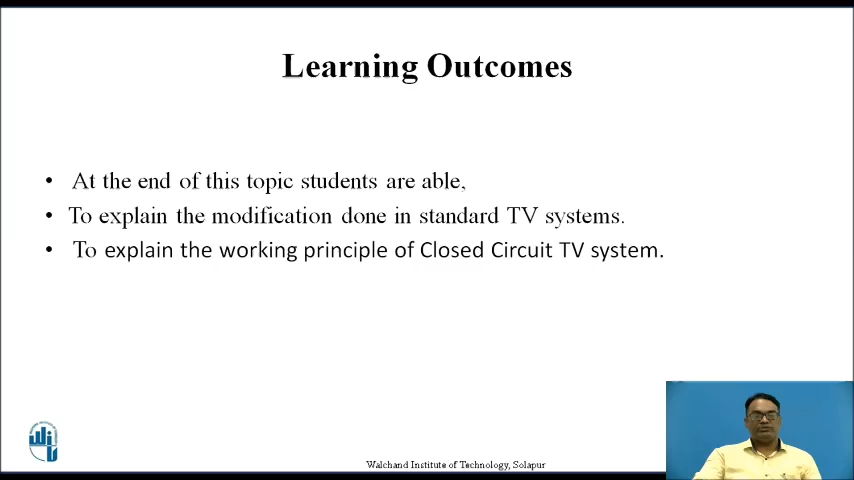 Learning Outcomes
• At the end of this topic students are able,
• To explain the modification done in standard TV systems.
• To explain the working principle of Closed Circuit TV system.
Walchand Institute of Technology, Solapur